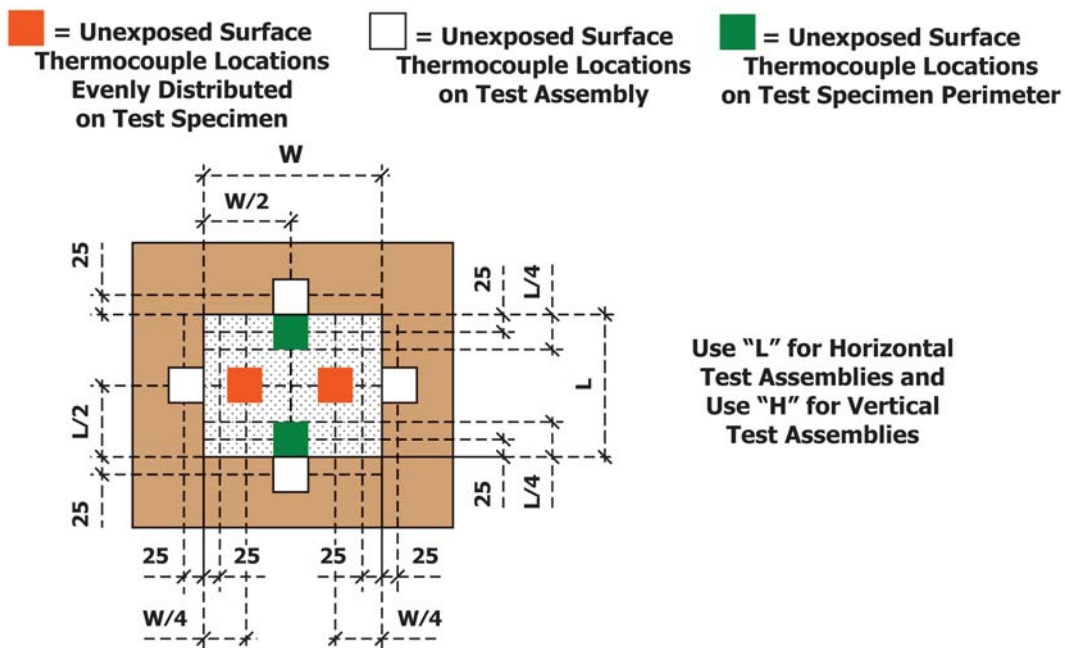 = Unexposed Surface
Thermocouple Locations
Evenly Distributed
on Test Specimen
= Unexposed Surface
Thermocouple Locations
on Test Assembly
= Unexposed Surface
Thermocouple Locations
on Test Specimen Perimeter
W
W/2
25
25
L/4
L
L/2
25
25
L/4
25
25
25
25
W/4
W/4
Use “L” for Horizontal
Test Assemblies and
Use “H” for Vertical
Test Assemblies